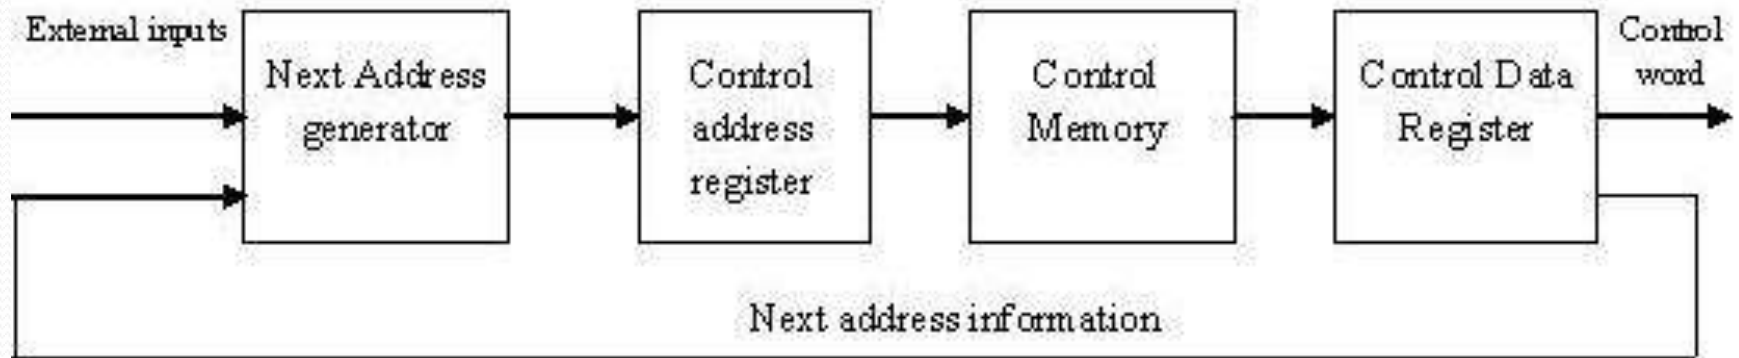 External inputs
Next Address
generator
Control
address
register
Control
Memory
Control Data
Register
Control
word
Next address information